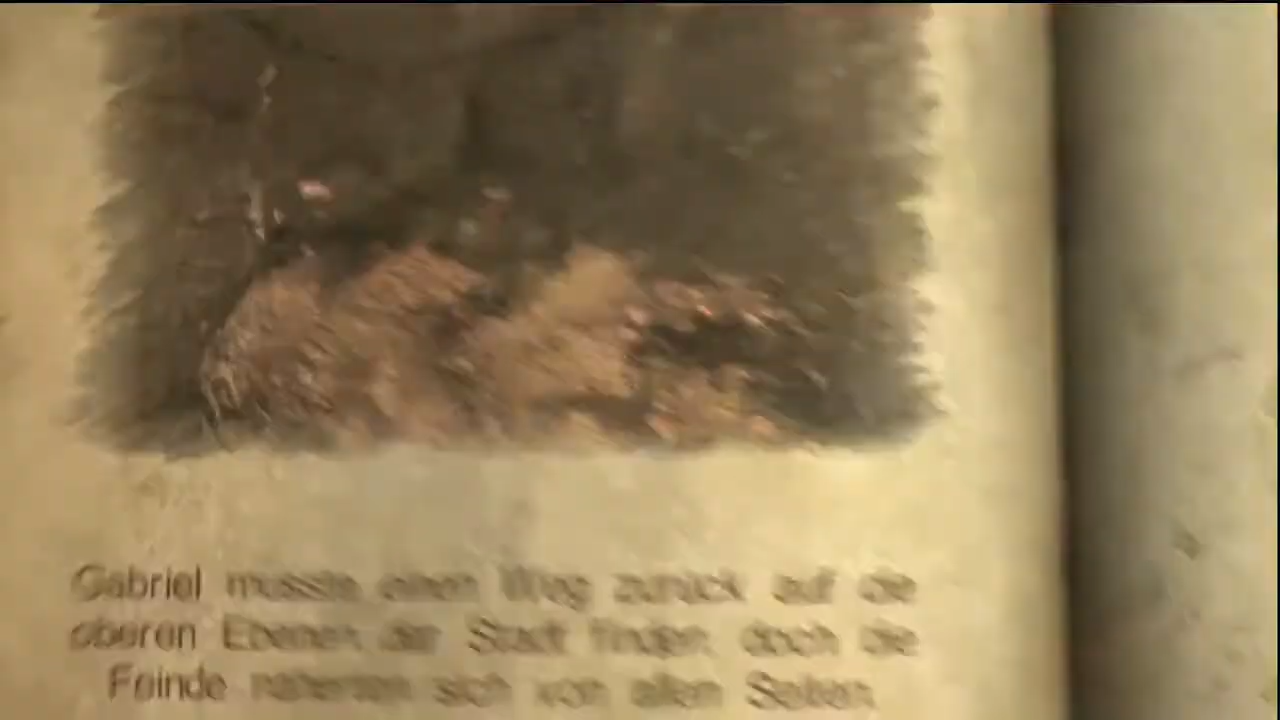 Gabriel musste einen Weg zurück auf die
oberen Ebenen der Stadt finden, doch die
Feinde näherten sich von allen Seiten.